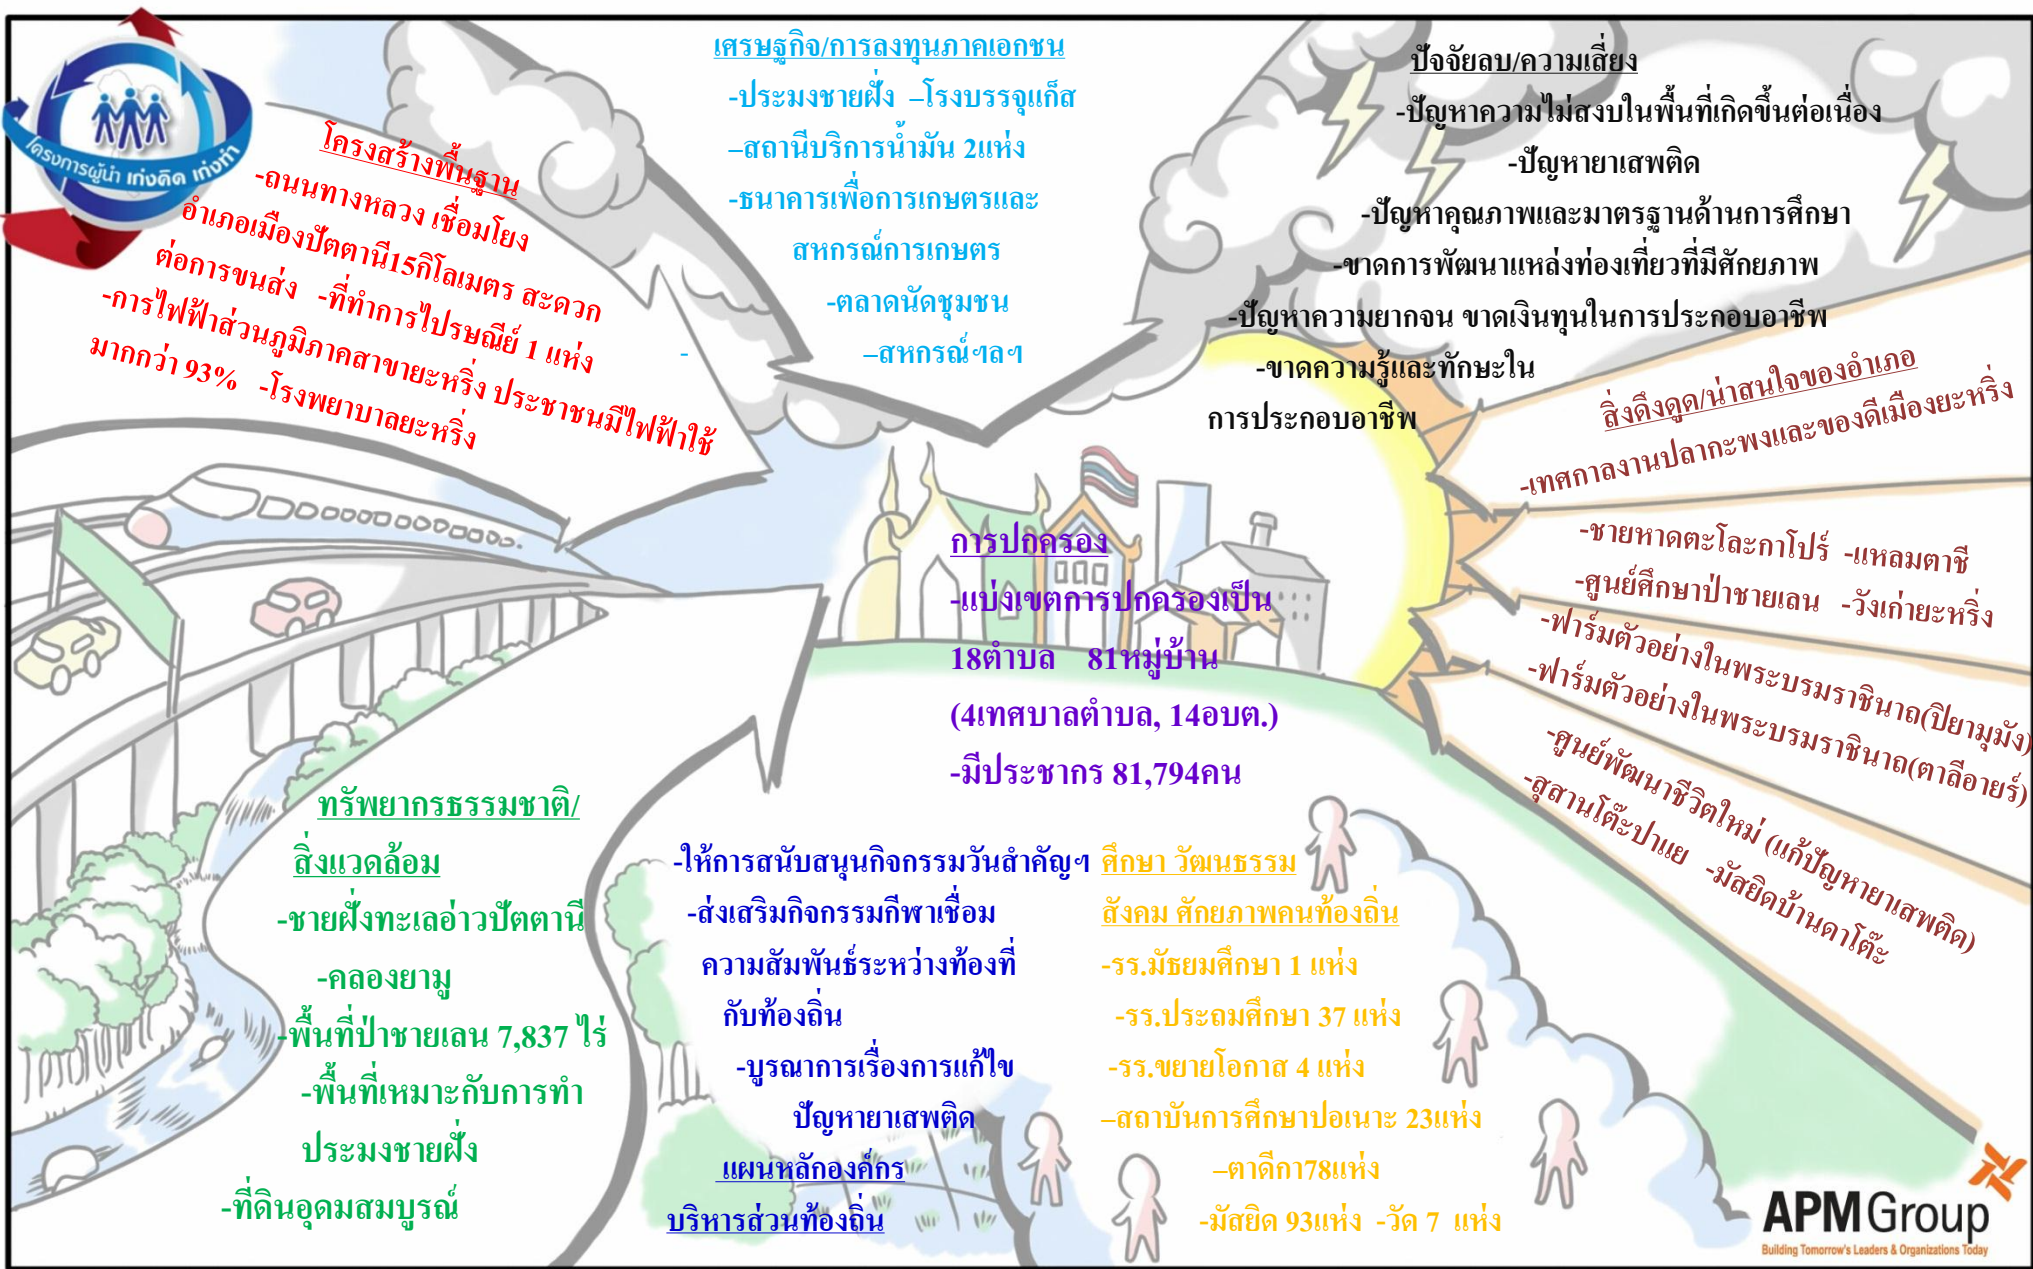 โครงการผู้นำ เก่งคิด เก่งทำ
โครงสร้างพื้นฐาน
-ถนนทางหลวง เชื่อมโยง
อำเภอเมืองปัตตานี15กิโลเมตร สะดวก
ต่อการขนส่ง -ที่ทำการไปรษณีย์ 1 แห่ง
-การไฟฟ้าส่วนภูมิภาคสาขายะหริ่ง ประชาชนมีไฟฟ้าใช้
มากกว่า 93% -โรงพยาบาลยะหริ่ง
เศรษฐกิจ/การลงทุนภาคเอกชน
-ประมงชายฝั่ง –โรงบรรจุแก็ส
–สถานีบริการน้ำมัน 2แห่ง
-ธนาคารเพื่อการเกษตรและ
สหกรณ์การเกษตร
-ตลาดนัดชุมชน
- –สหกรณ์ฯลฯ
ปัจจัยลบ/ความเสี่ยง
-ปัญหาความไม่สงบในพื้นที่เกิดขึ้นต่อเนื่อง
-ปัญหายาเสพติด
-ปัญหาคุณภาพและมาตรฐานด้านการศึกษา
-ขาดการพัฒนาแหล่งท่องเที่ยวที่มีศักยภาพ
-ปัญหาความยากจน ขาดเงินทุนในการประกอบอาชีพ
-ขาดความรู้และทักษะใน
การประกอบอาชีพ
สิ่งดึงดูด/น่าสนใจของอำเภอ
-เทศกาลงานปลากะพงและของดีเมืองยะหริ่ง
-ชายหาดตะโละกาโปร์ -แหลมตาชี
-ศูนย์ศึกษาป่าชายเลน -วังเก่ายะหริ่ง
-ฟาร์มตัวอย่างในพระบรมราชินาถ(ปิยามุมัง)
-ฟาร์มตัวอย่างในพระบรมราชินาถ(ตาลีอายร์)
-ศูนย์พัฒนาชีวิตใหม่ (แก้ปัญหายาเสพติด)
-สุสานโต๊ะปาแย -มัสยิดบ้านดาโต๊ะ
การปกครอง
-แบ่งเขตการปกครองเป็น
18ตำบล 81หมู่บ้าน
(4เทศบาลตำบล, 14อบต.)
-มีประชากร 81,794คน
ทรัพยากรธรรมชาติ/
สิ่งแวดล้อม
-ชายฝั่งทะเลอ่าวปัตตานี
-คลองยามู
-พื้นที่ป่าชายเลน 7,837 ไร่
-พื้นที่เหมาะกับการทำ
ประมงชายฝั่ง
-ที่ดินอุดมสมบูรณ์
-ให้การสนับสนุนกิจกรรมวันสำคัญฯ
-ส่งเสริมกิจกรรมกีฬาเชื่อม
ความสัมพันธ์ระหว่างท้องที่
กับท้องถิ่น
-บูรณาการเรื่องการแก้ไข
ปัญหายาเสพติด
แผนหลักองค์กร
บริหารส่วนท้องถิ่น
ศึกษา วัฒนธรรม
สังคม ศักยภาพคนท้องถิ่น
-รร.มัธยมศึกษา 1 แห่ง
-รร.ประถมศึกษา 37 แห่ง
-รร.ขยายโอกาส 4 แห่ง
–สถาบันการศึกษาปอเนาะ 23แห่ง
–ตาดีกา78แห่ง
-มัสยิด 93แห่ง -วัด 7 แห่ง
APM Group
Building Tomorrow's Leaders & Organizations Today